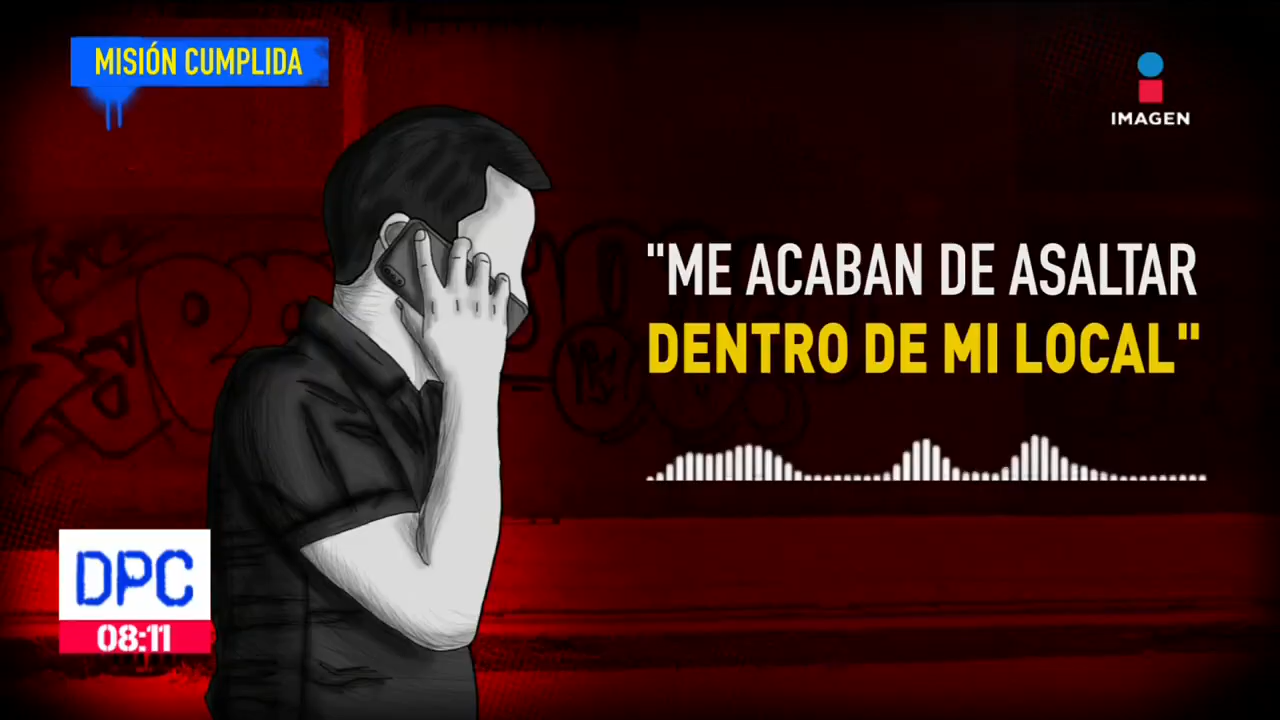 MISIÓN CUMPLIDA
IMAGEN
"ME ACABAN DE ASALTAR
DENTRO DE MI LOCAL"
DPC
08:11